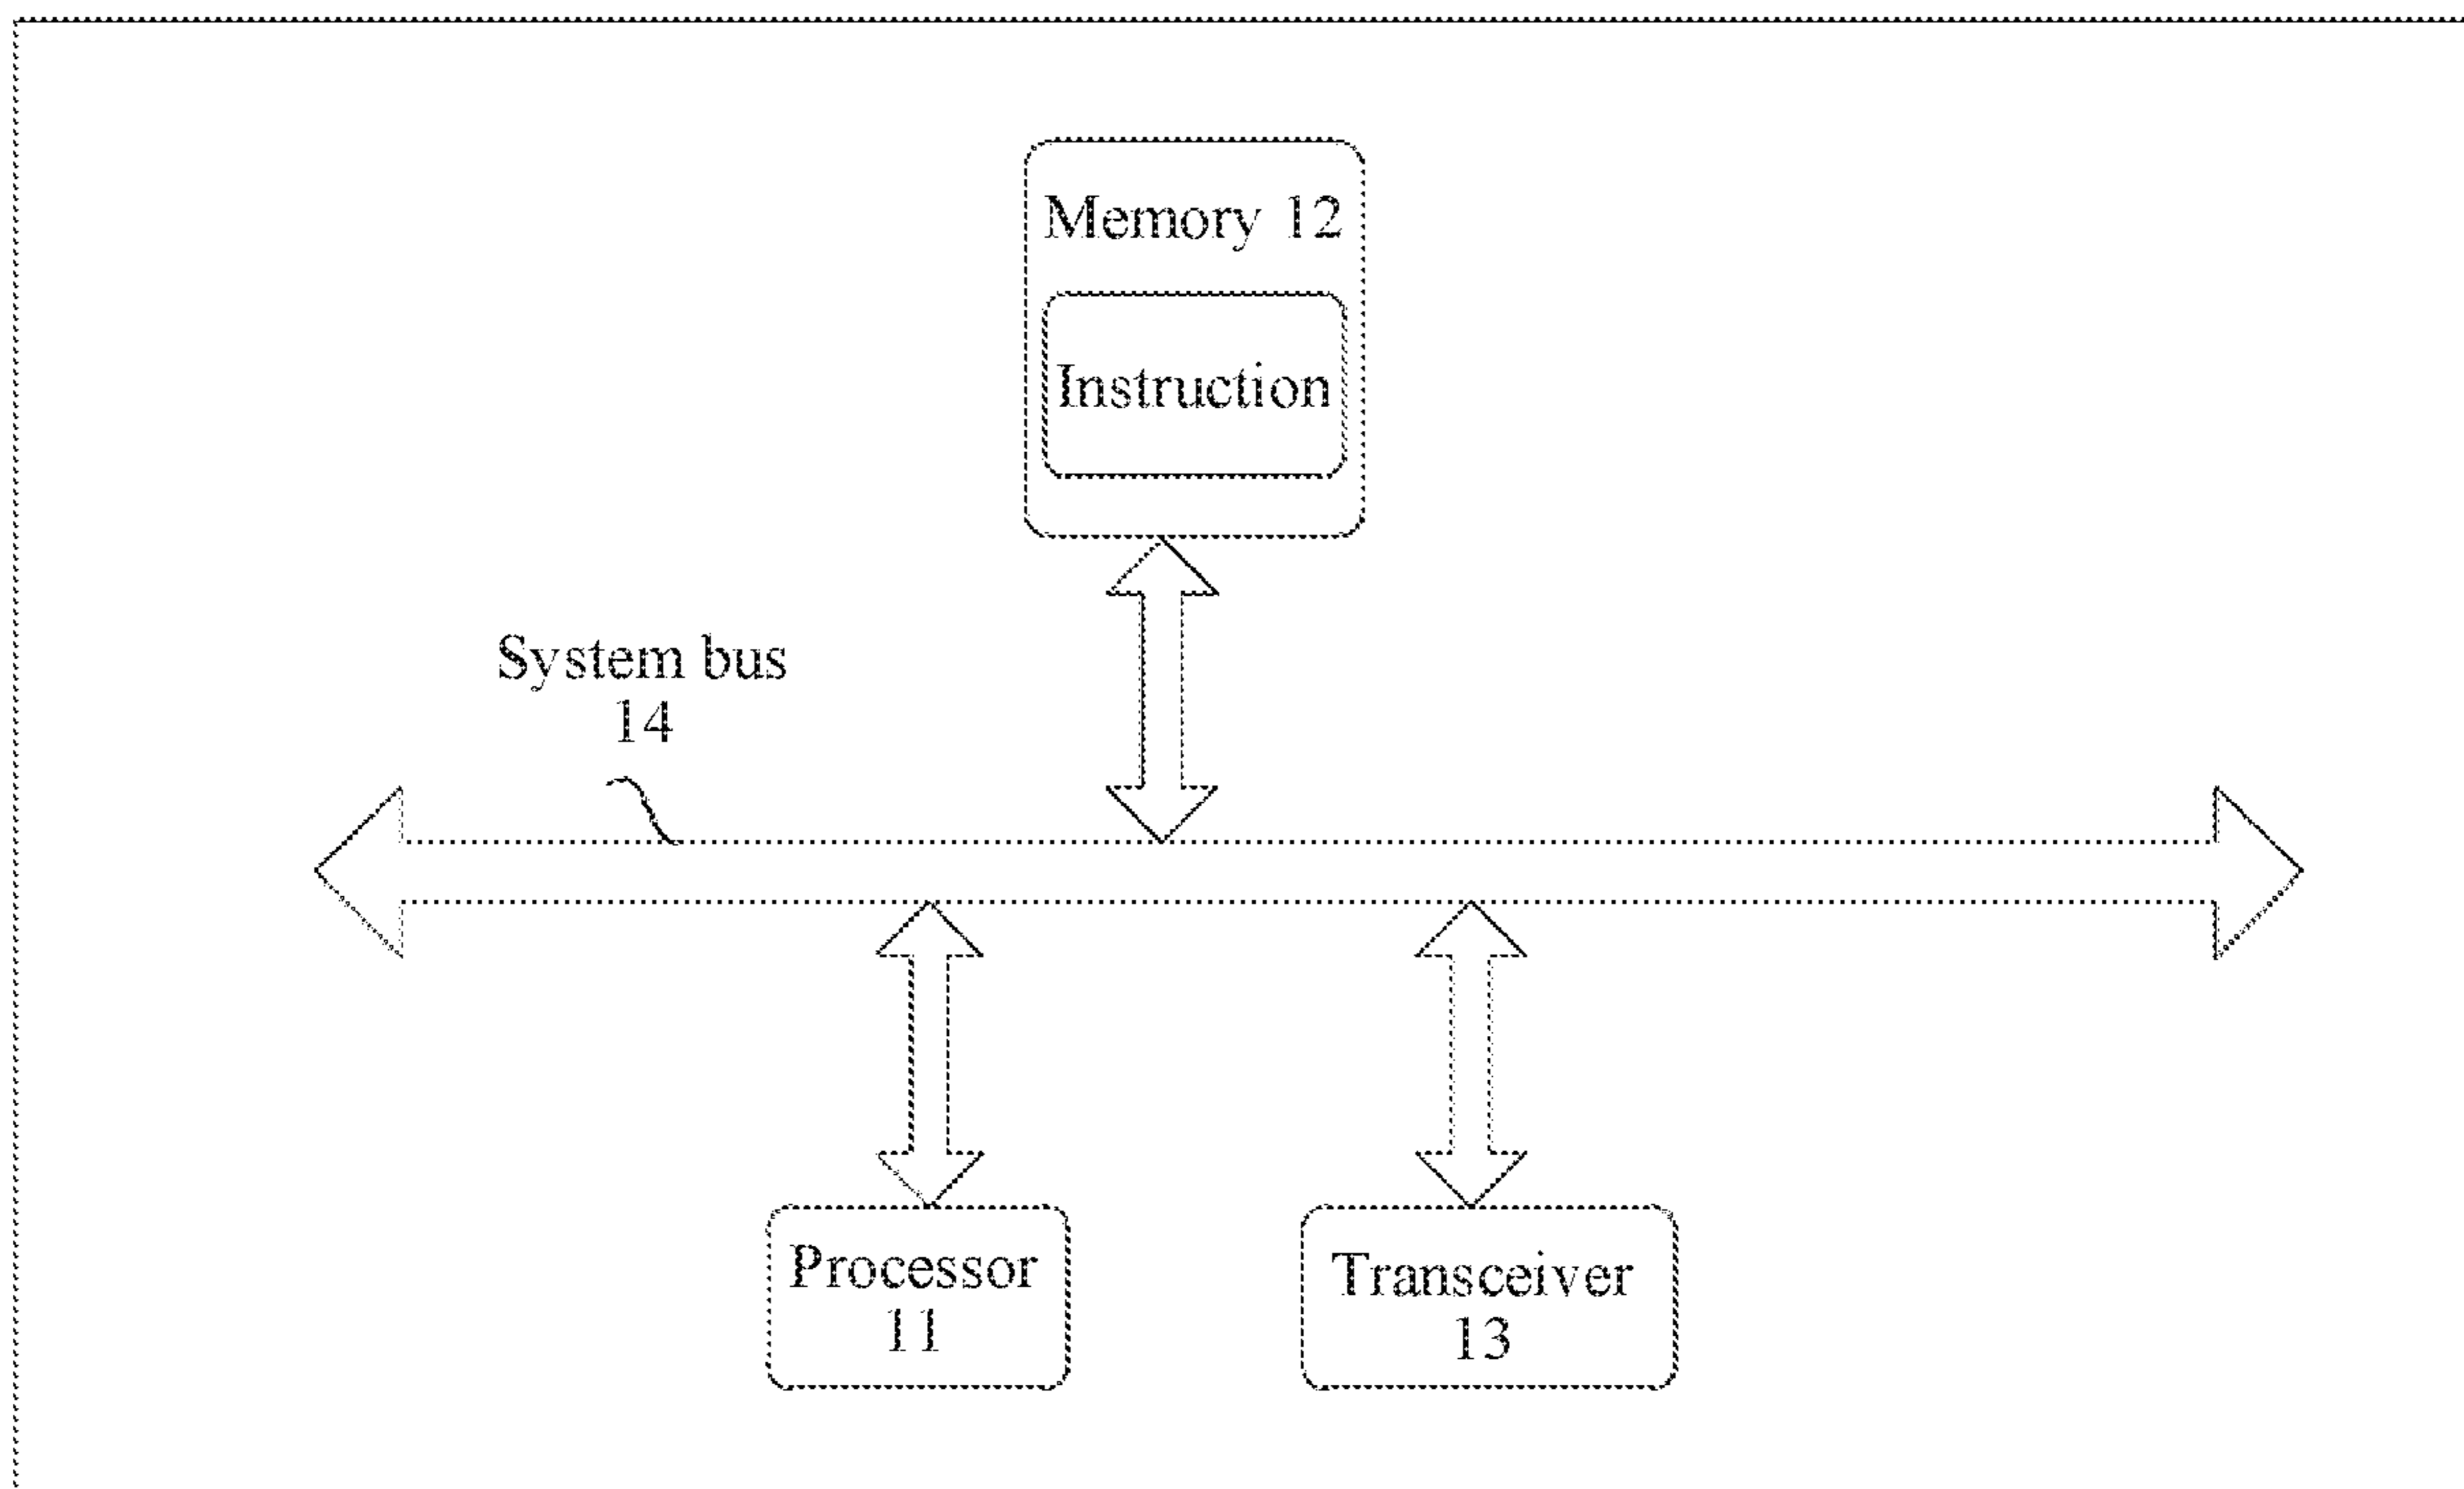 Memory 12
Instruction
System bus
14
Processor
11
Transceiver
13